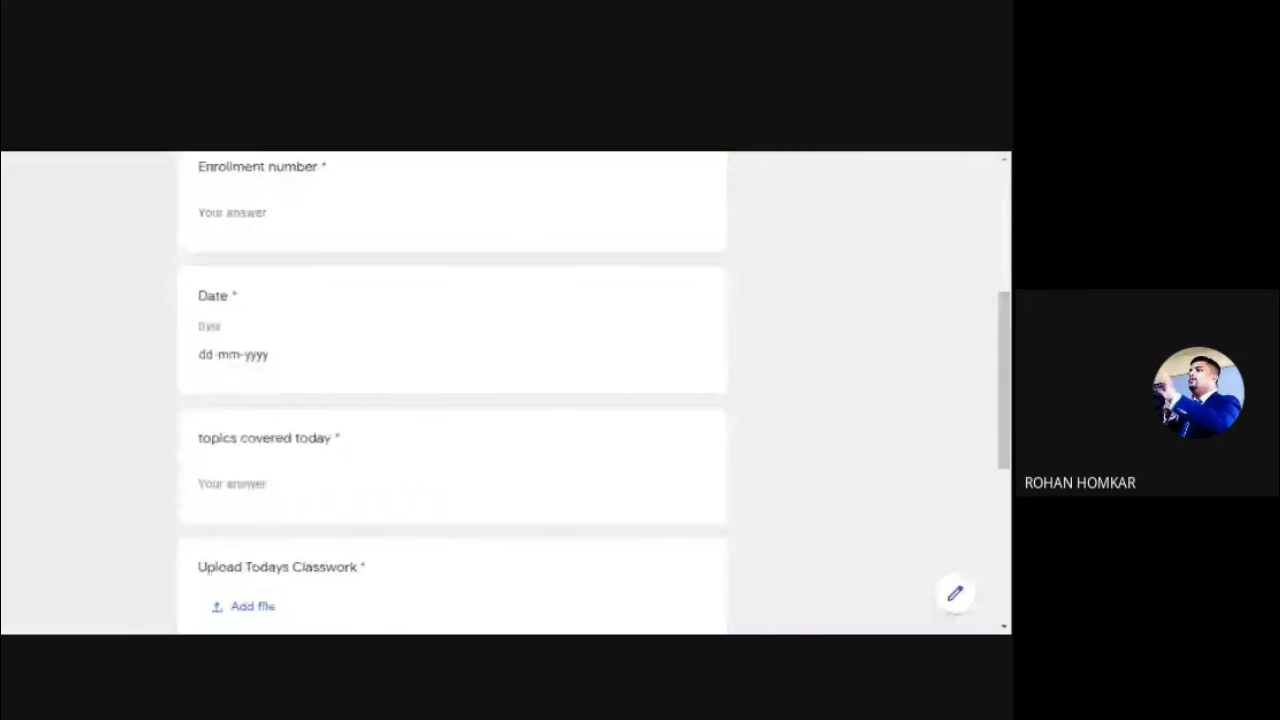 Enrollment number *
Your answer
Date *
Date
dd-mm-yyyy
topics covered today *
Your answer
Upload Todays Classwork *
Add file
ROHAN HOMKAR